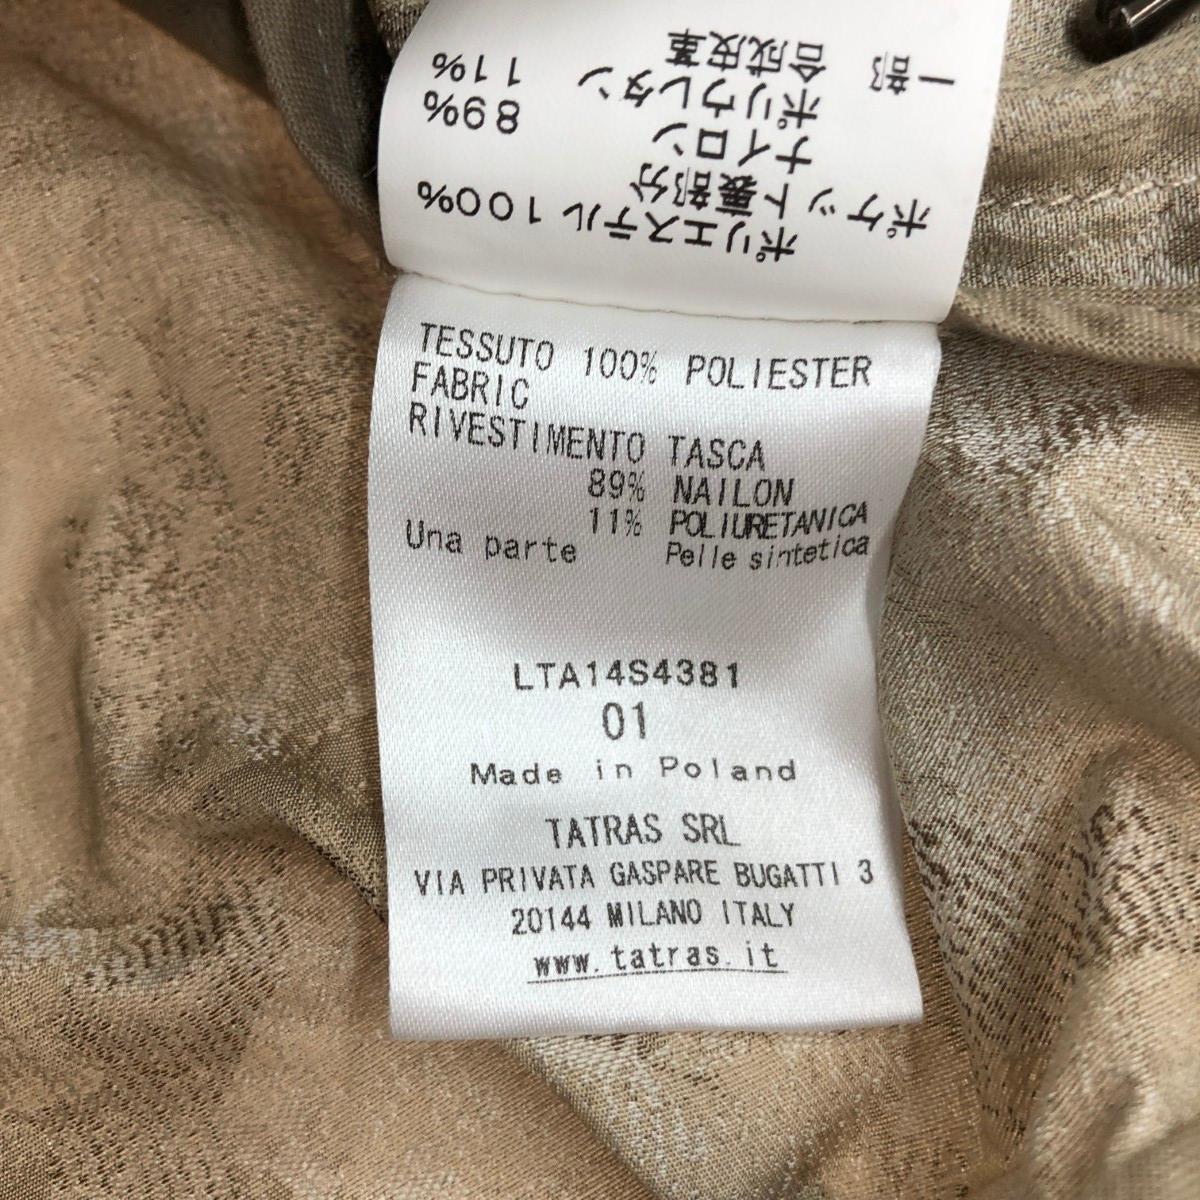 ポリエステル 100%
ポケット裏部分
ナイロン 89%
ポリウレタン 11%
一部 合成皮革
TESSUTO 100% POLIESTER
FABRIC
RIVESTIMENTO TASCA
89% NAILON
11% POLIURETANICA
Una parte Pelle sintetica
LTA14S4381
01
Made in Poland
TATRAS SRL
VIA PRIVATA GASPARE BUGATTI 3
20144 MILANO ITALY
www.tatras.it